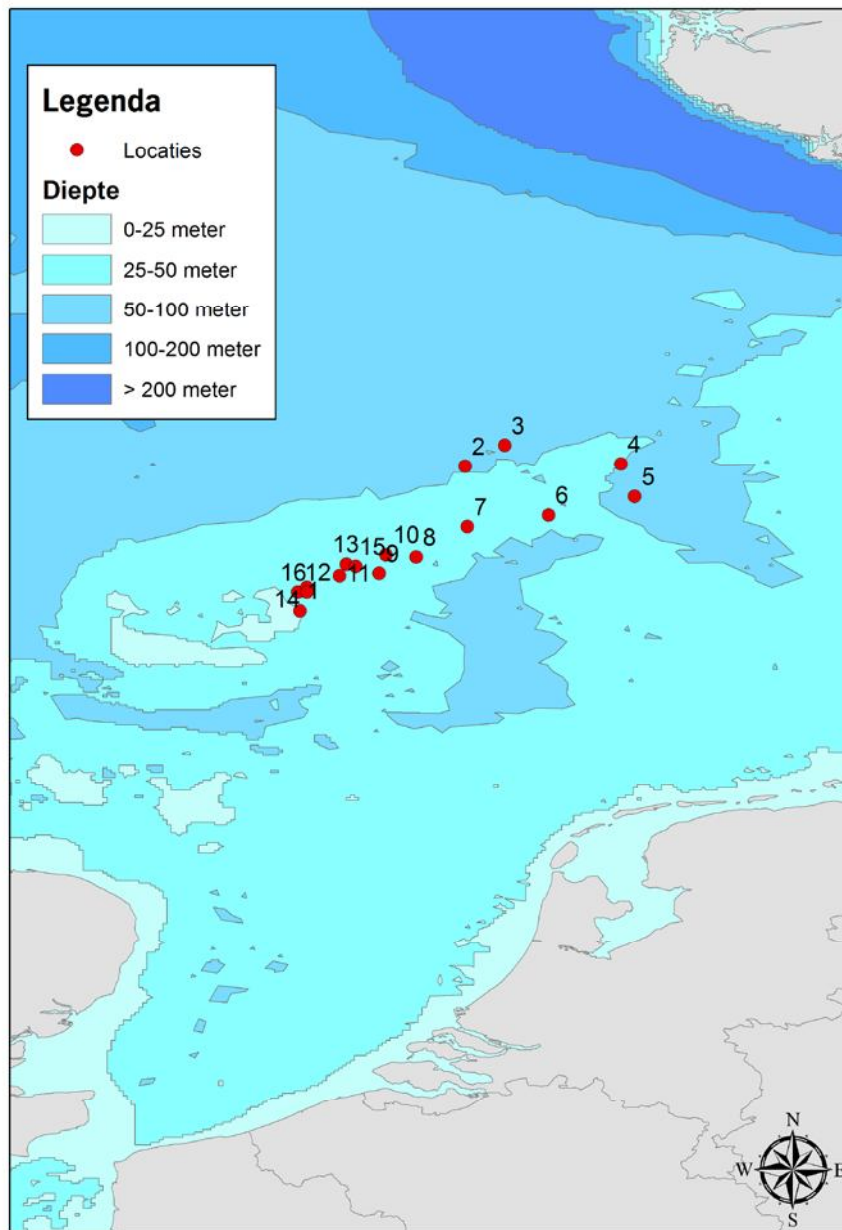 Legenda
Locaties
Diepte
0-25 meter
25-50 meter
50-100 meter
100-200 meter
> 200 meter
3
2
4
5
7
6
13 15 10 8
9
16 12 11
1
14
N
W E
S